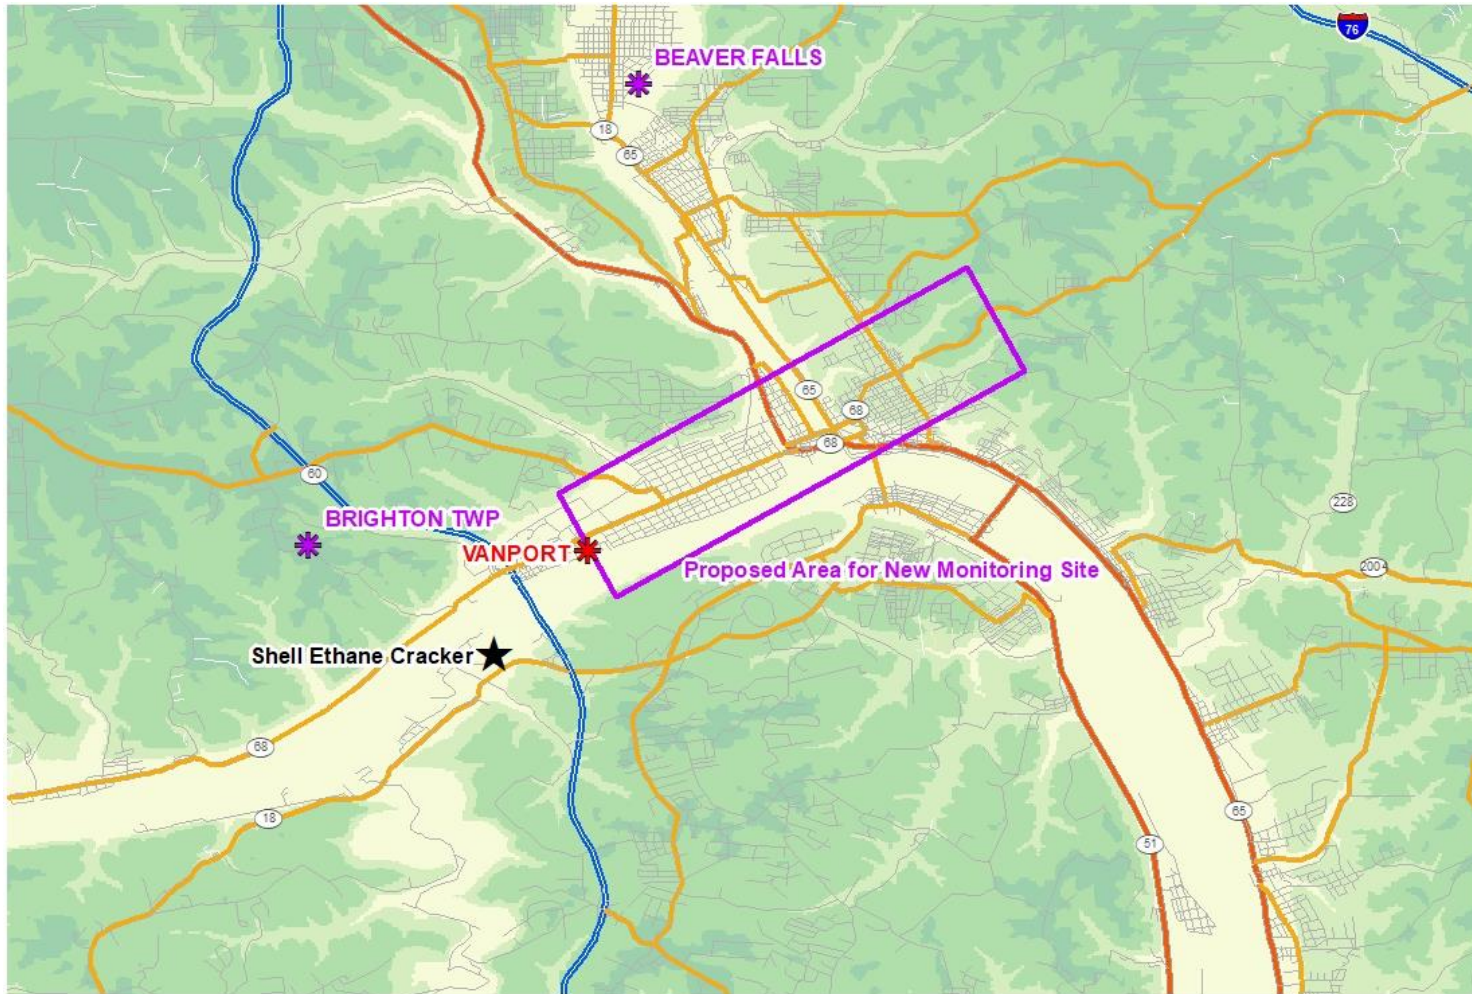 76
BEAVER FALLS
18
65
65
68
68
60
228
BRIGHTON TWP
VANPORT
Proposed Area for New Monitoring Site
2004
Shell Ethane Cracker
68
18
65
51